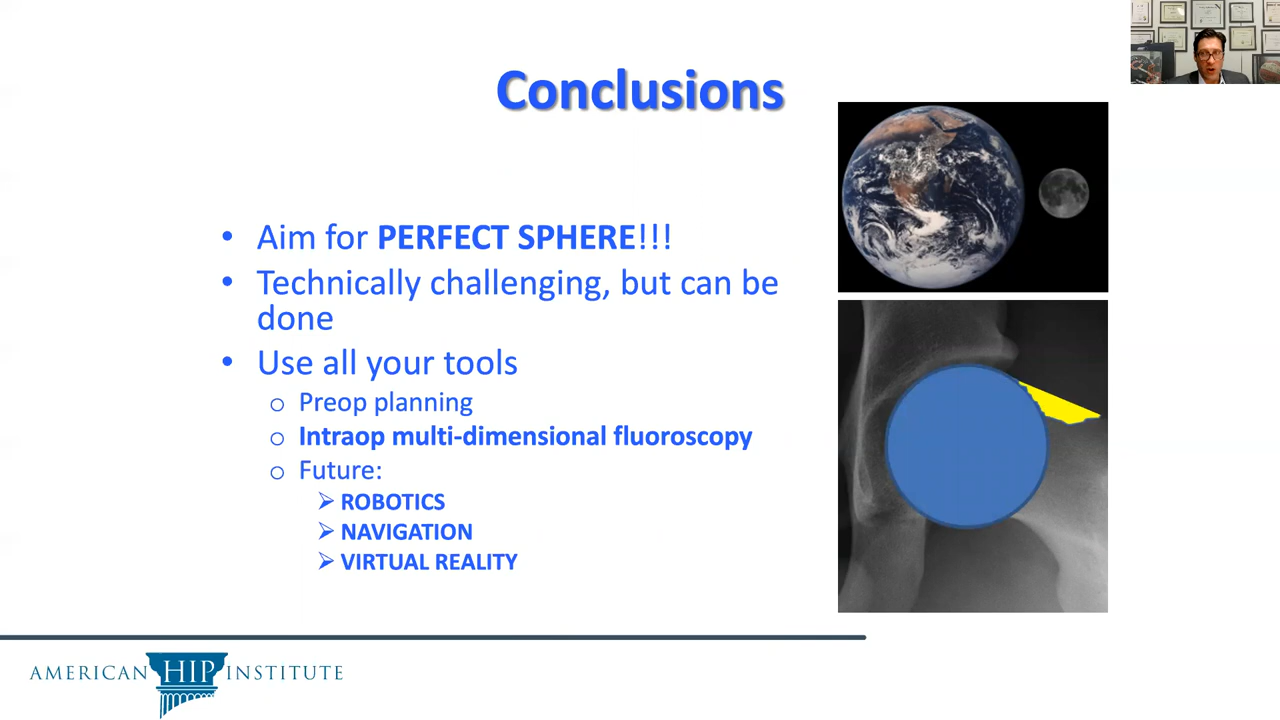 Conclusions
• Aim for PERFECT SPHERE!!!
• Technically challenging, but can be
done
• Use all your tools
o Preop planning
o Intraop multi-dimensional fluoroscopy
o Future:
➢ ROBOTICS
➢ NAVIGATION
➢ VIRTUAL REALITY
AMERICAN HIP INSTITUTE